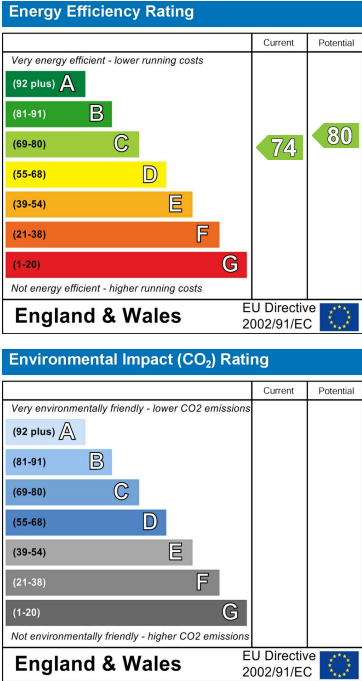 Energy Efficiency Rating
Current Potential
Very energy efficient - lower running costs
(92 plus) A
(81-91) B
(69-80) C
74 80
(55-68) D
(39-54) E
(21-38) F
(1-20) G
Not energy efficient - higher running costs
England & Wales
EU Directive
2002/91/EC
Environmental Impact (CO₂) Rating
Current Potential
Very environmentally friendly - lower CO2 emissions
(92 plus) A
(81-91) B
(69-80) C
(55-68) D
(39-54) E
(21-38) F
(1-20) G
Not environmentally friendly - higher CO2 emissions
England & Wales
EU Directive
2002/91/EC